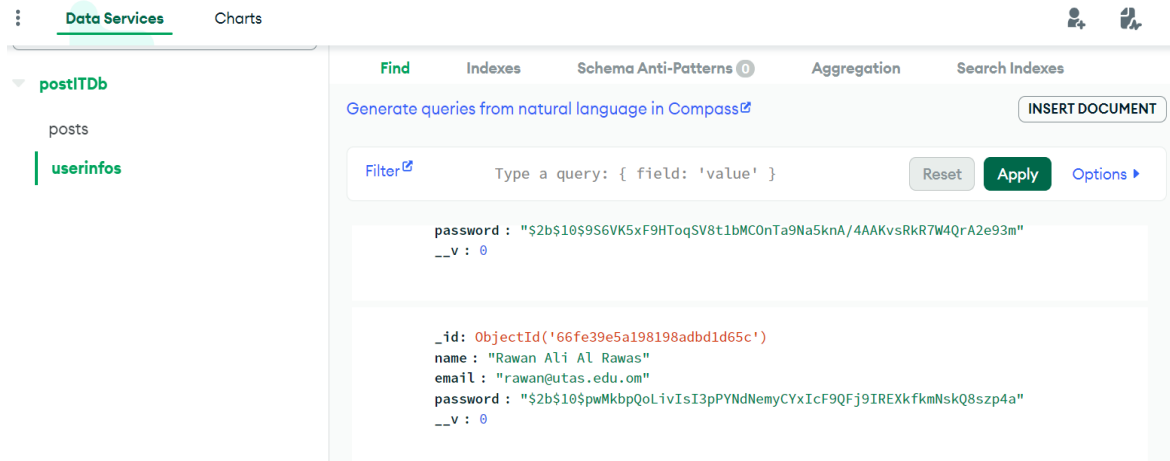 Data Services Charts
postITDb
posts
userinfos
Find Indexes Schema Anti-Patterns 0 Aggregation Search Indexes
Generate queries from natural language in Compass
INSERT DOCUMENT
Filter Type a query: { field: 'value' } Reset Apply Options
password : "$2b$10$9S6VK5xF9HToqSV8t1bMCOnTa9Na5knA/4AAKvsRkR7W4QrA2e93m"
__v : 0
_id: ObjectId('66fe39e5a198198adbd1d65c')
name : "Rawan Ali Al Rawas"
email : "rawan@utas.edu.om"
password : "$2b$10$pwMkbpQoLivIsI3pPYNdNemyCYxIcF9QFj9IREXkfkmNskQ8szp4a"
__v : 0